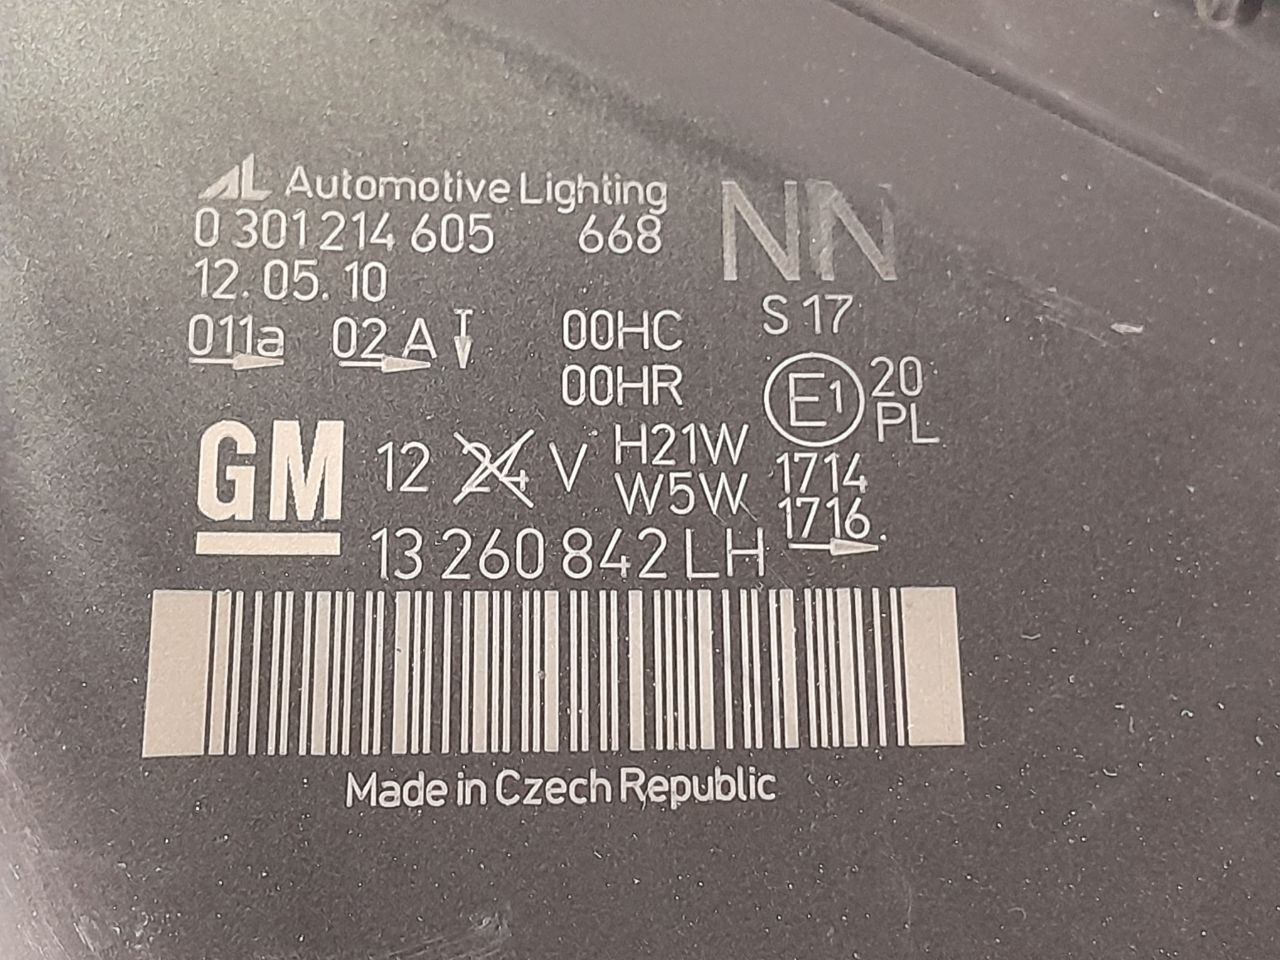 AL Automotive Lighting
0 301 214 605 668 NN
12.05.10
S 17
011a 02 A 00HC
00HR
E1 20
PL
GM 12 24 V H21W
W5W
1714
1716
13 260 842 LH
Made in Czech Republic